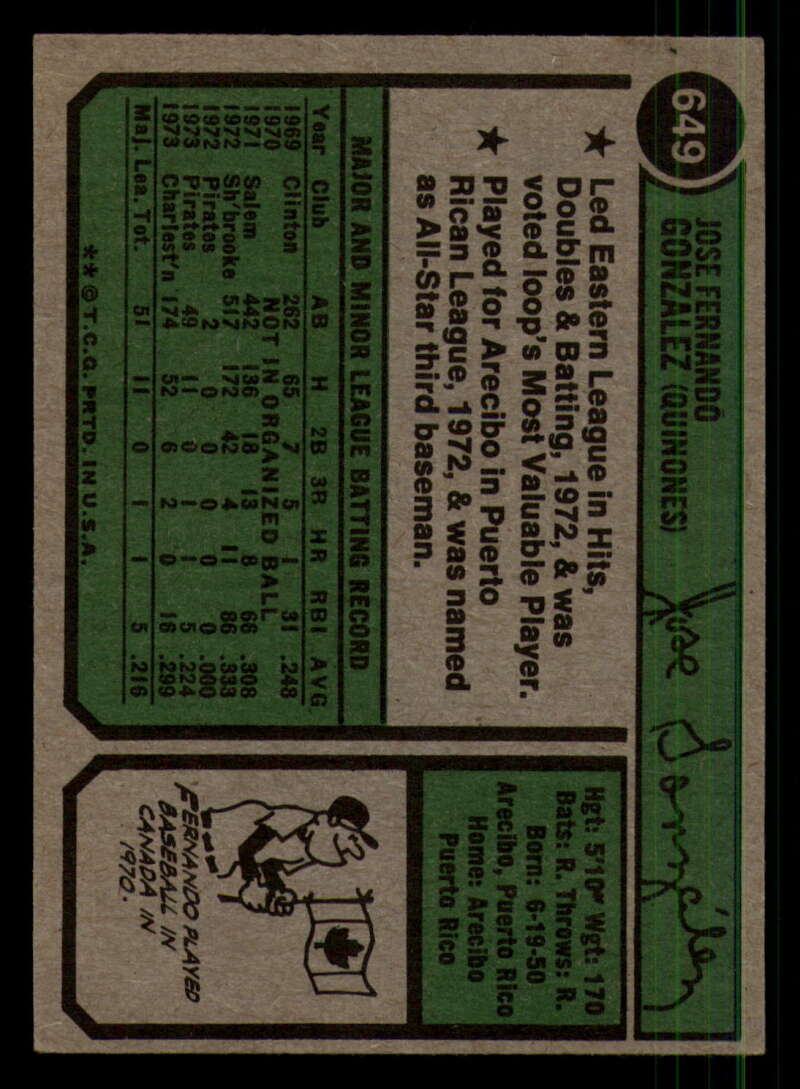 649
JOSE FERNANDO
GONZALEZ (QUINONES)
Jose González
★ Led Eastern League in Hits,
Doubles & Batting, 1972, & was
voted loop's Most Valuable Player.
★ Played for Arecibo in Puerto
Rican League, 1972, & was named
as All-Star third baseman.
MAJOR AND MINOR LEAGUE BATTING RECORD
Year Club AB H 2B 3B HR RBI AVG
1969 Clinton 262 65 7 5 1 31 .248
1970 NOT IN ORGANIZED BALL
1971 Salem 442 136 18 13 8 66 .308
1972 Sh'brooke 517 172 42 4 11 86 .333
1972 Pirates 2 0 0 0 0 0 .000
1973 Pirates 49 11 0 1 1 5 .224
1973 Charlest'n 174 52 6 2 0 16 .299
Maj. Lea. Tot. 51 11 0 1 1 5 .216
** © T.C.G. PRTD. IN U.S.A.
Hgt: 5'10" Wgt: 170
Bats: R. Throws: R.
Born: 6-19-50
Arecibo, Puerto Rico
Home: Arecibo
Puerto Rico
FERNANDO PLAYED
BASEBALL IN
CANADA IN
1970.